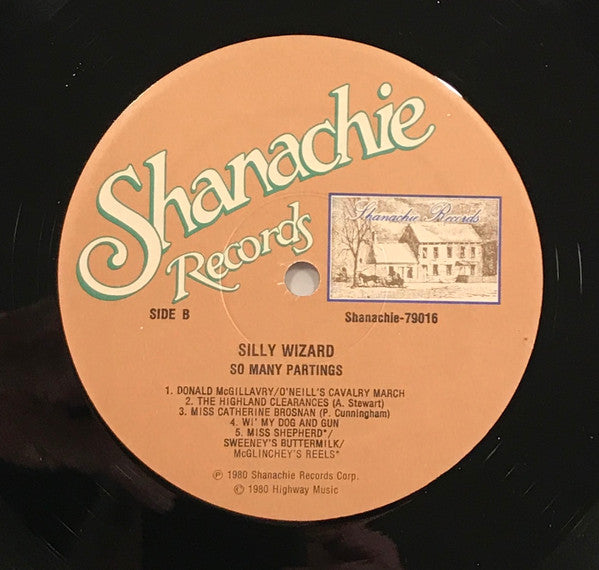 Shanachie
Records
Shanachie Records
SIDE B
Shanachie-79016
SILLY WIZARD
SO MANY PARTINGS
1. DONALD McGILLAVRY/O'NEILL'S CAVALRY MARCH
2. THE HIGHLAND CLEARANCES (A. Stewart)
3. MISS CATHERINE BROSNAN (P. Cunningham)
4. WI' MY DOG AND GUN
5. MISS SHEPHERD*/
SWEENEY'S BUTTERMILK/
McGLINCHEY'S REELS*
℗ 1980 Shanachie Records Corp.
© 1980 Highway Music